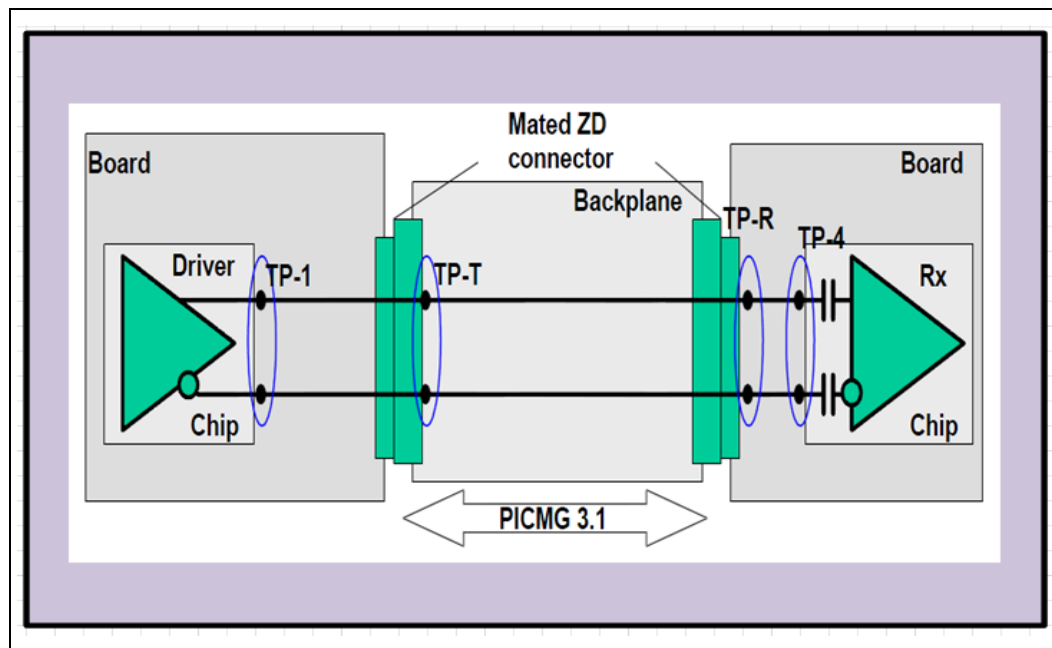 Mated ZD
connector
Board
Board
Backplane
TP-R
TP-4
Driver
TP-1
TP-T
Rx
Chip
Chip
PICMG 3.1